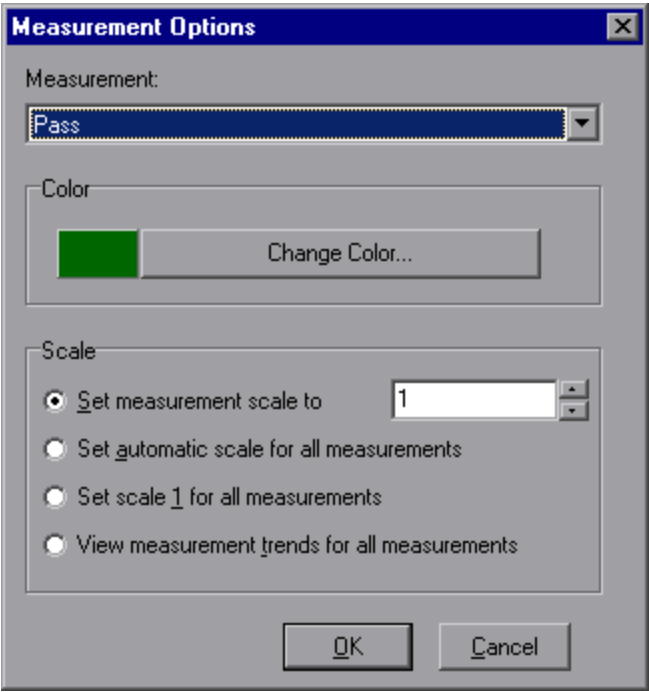 Measurement Options
Measurement:
Pass
Color
Change Color...
Scale
Set measurement scale to 1
Set automatic scale for all measurements
Set scale 1 for all measurements
View measurement trends for all measurements
OK Cancel